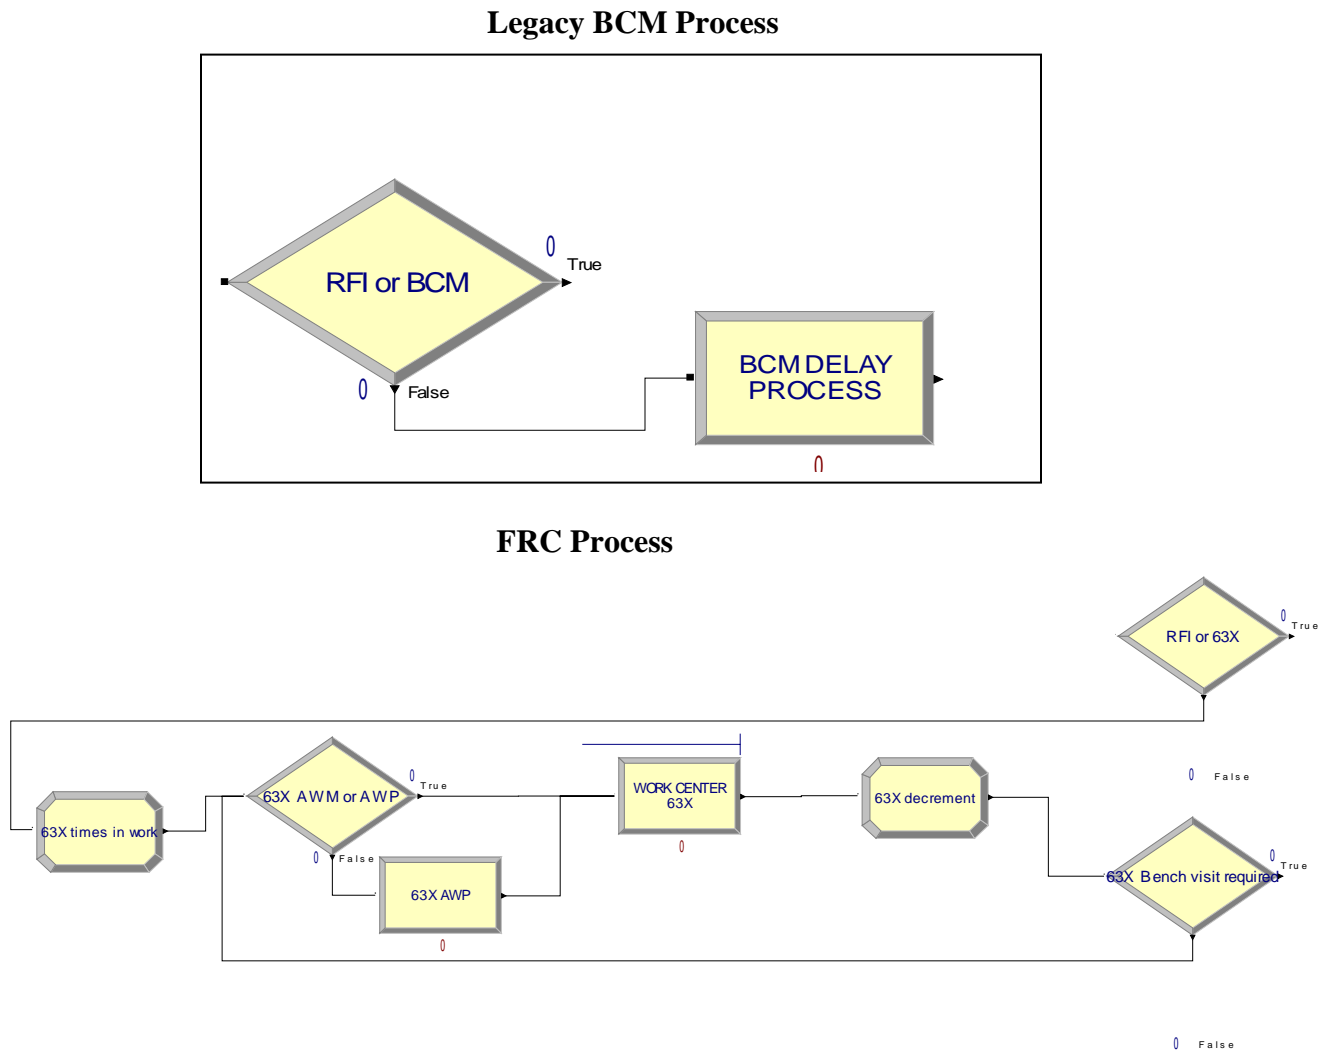 Legacy BCM Process
RFI or BCM
0
True
0
False
BCM DELAY
PROCESS
0
FRC Process
RFI or 63X
0
True
0 False
63X times in work
63X AWM or AWP
0
True
0
False
63X AWP
0
WORK CENTER
63X
0
63X decrement
63X Bench visit required
0
True
0 False